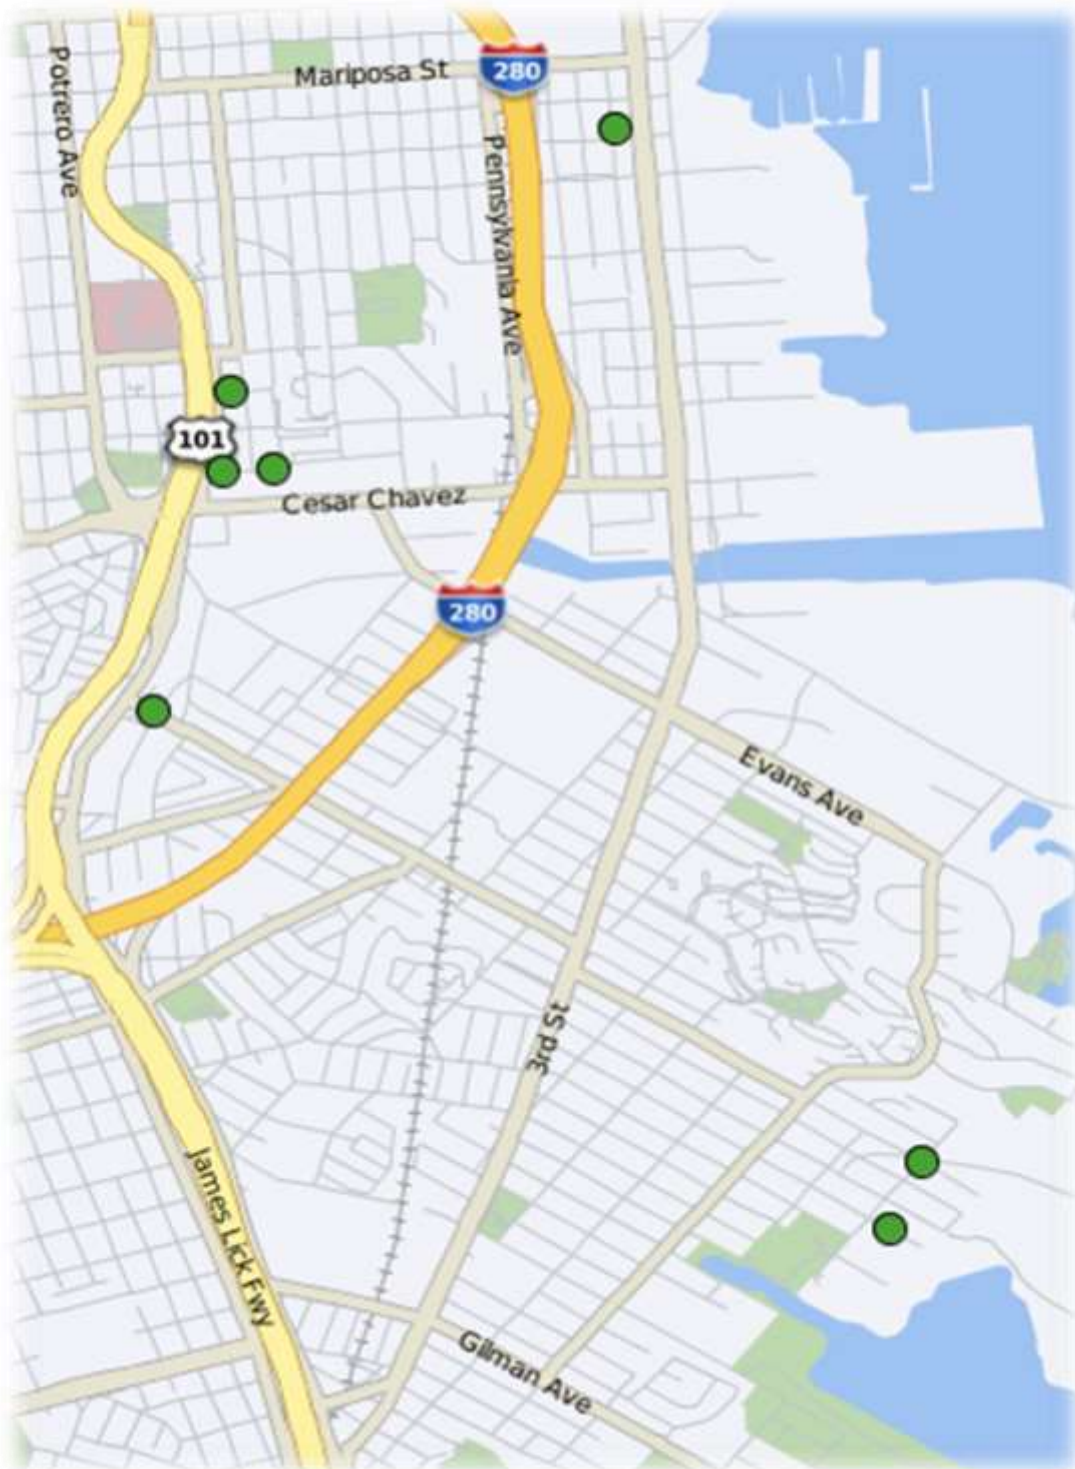 Potrero Ave
Mariposa St
280
Pennsylvania Ave
101
Cesar Chavez
280
Evans Ave
3rd St
James Lick Fwy
Gilman Ave